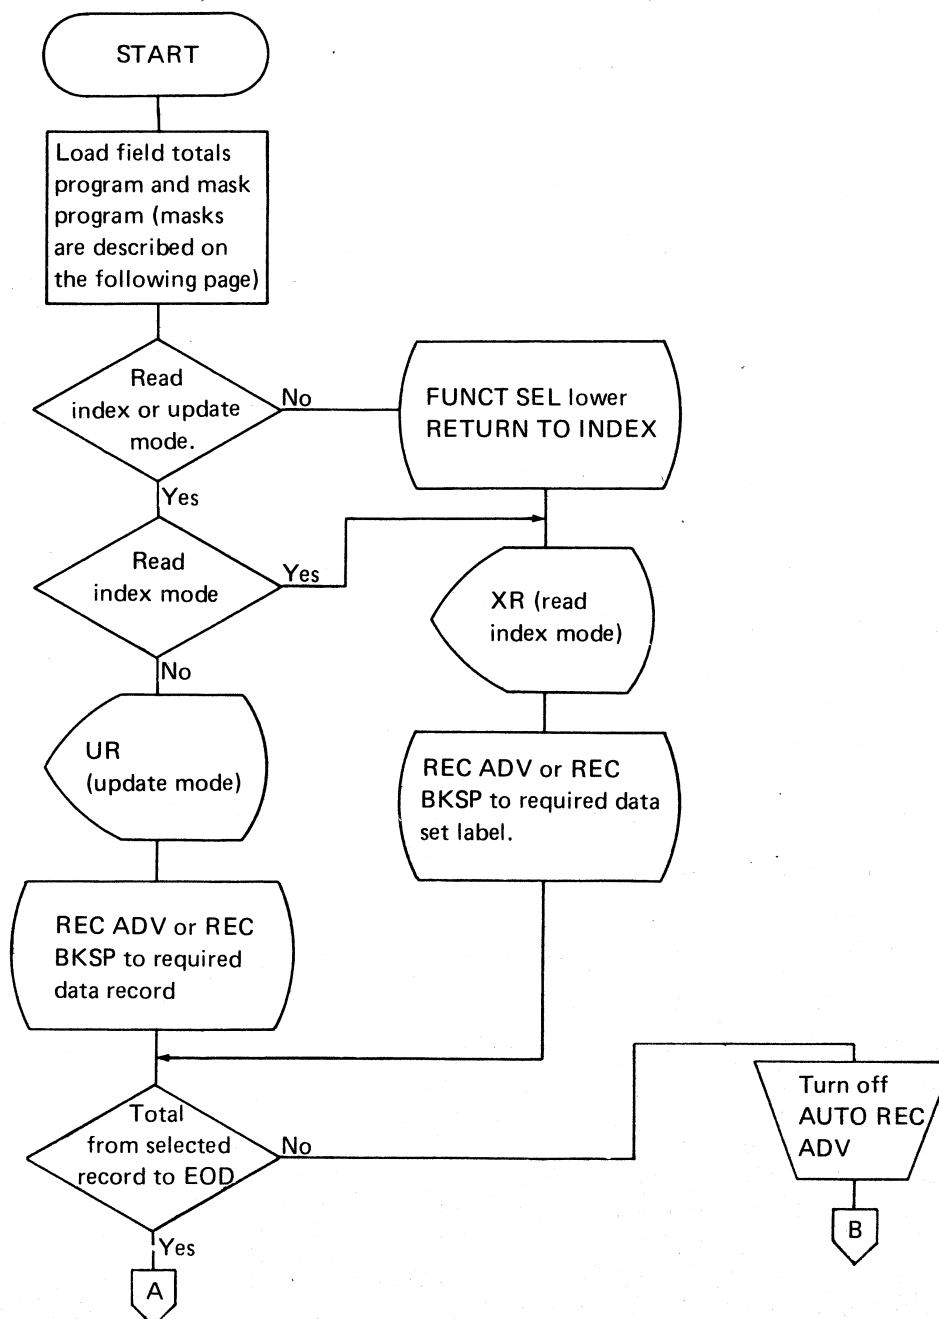 START
Load field totals
program and mask
program (masks
are described on
the following page)
Read
index or update
mode.
No
FUNCT SEL lower
RETURN TO INDEX
Yes
Read
index mode
Yes
XR (read
index mode)
No
UR
(update mode)
REC ADV or REC
BKSP to required data
set label.
REC ADV or REC
BKSP to required
data record
Total
from selected
record to EOD
No
Turn off
AUTO REC
ADV
B
Yes
A